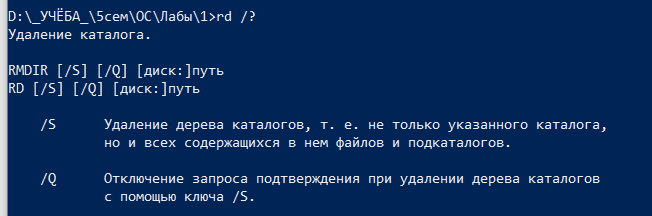 D:\_УЧЁБА_\5сем\ОС\Лабы\1>rd /?
Удаление каталога.
RMDIR [/S] [/Q] [диск:]путь
RD [/S] [/Q] [диск:]путь
/S Удаление дерева каталогов, т. е. не только указанного каталога,
но и всех содержащихся в нем файлов и подкаталогов.
/Q Отключение запроса подтверждения при удалении дерева каталогов
с помощью ключа /S.